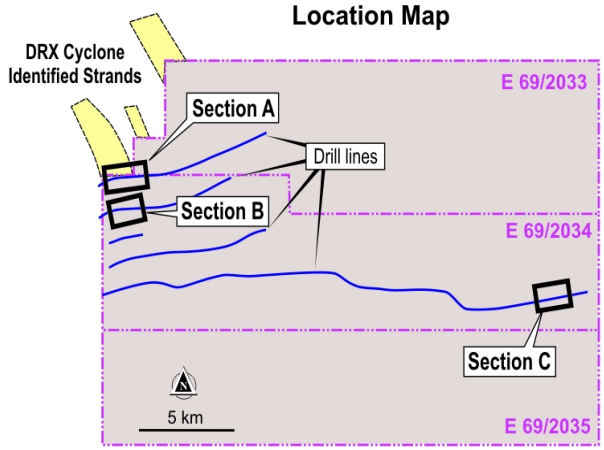 Location Map
DRX Cyclone
Identified Strands
E 69/2033
Section A
Drill lines
Section B
E 69/2034
Section C
N
5 km
E 69/2035